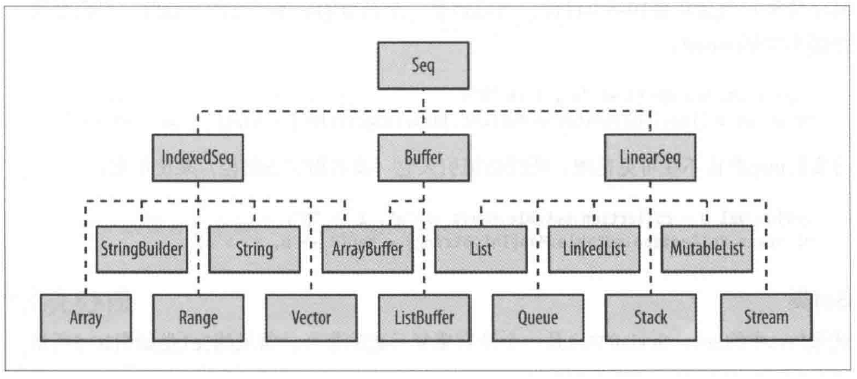 Seq
IndexedSeq Buffer LinearSeq
StringBuilder String ArrayBuffer List LinkedList MutableList
Array Range Vector ListBuffer Queue Stack Stream